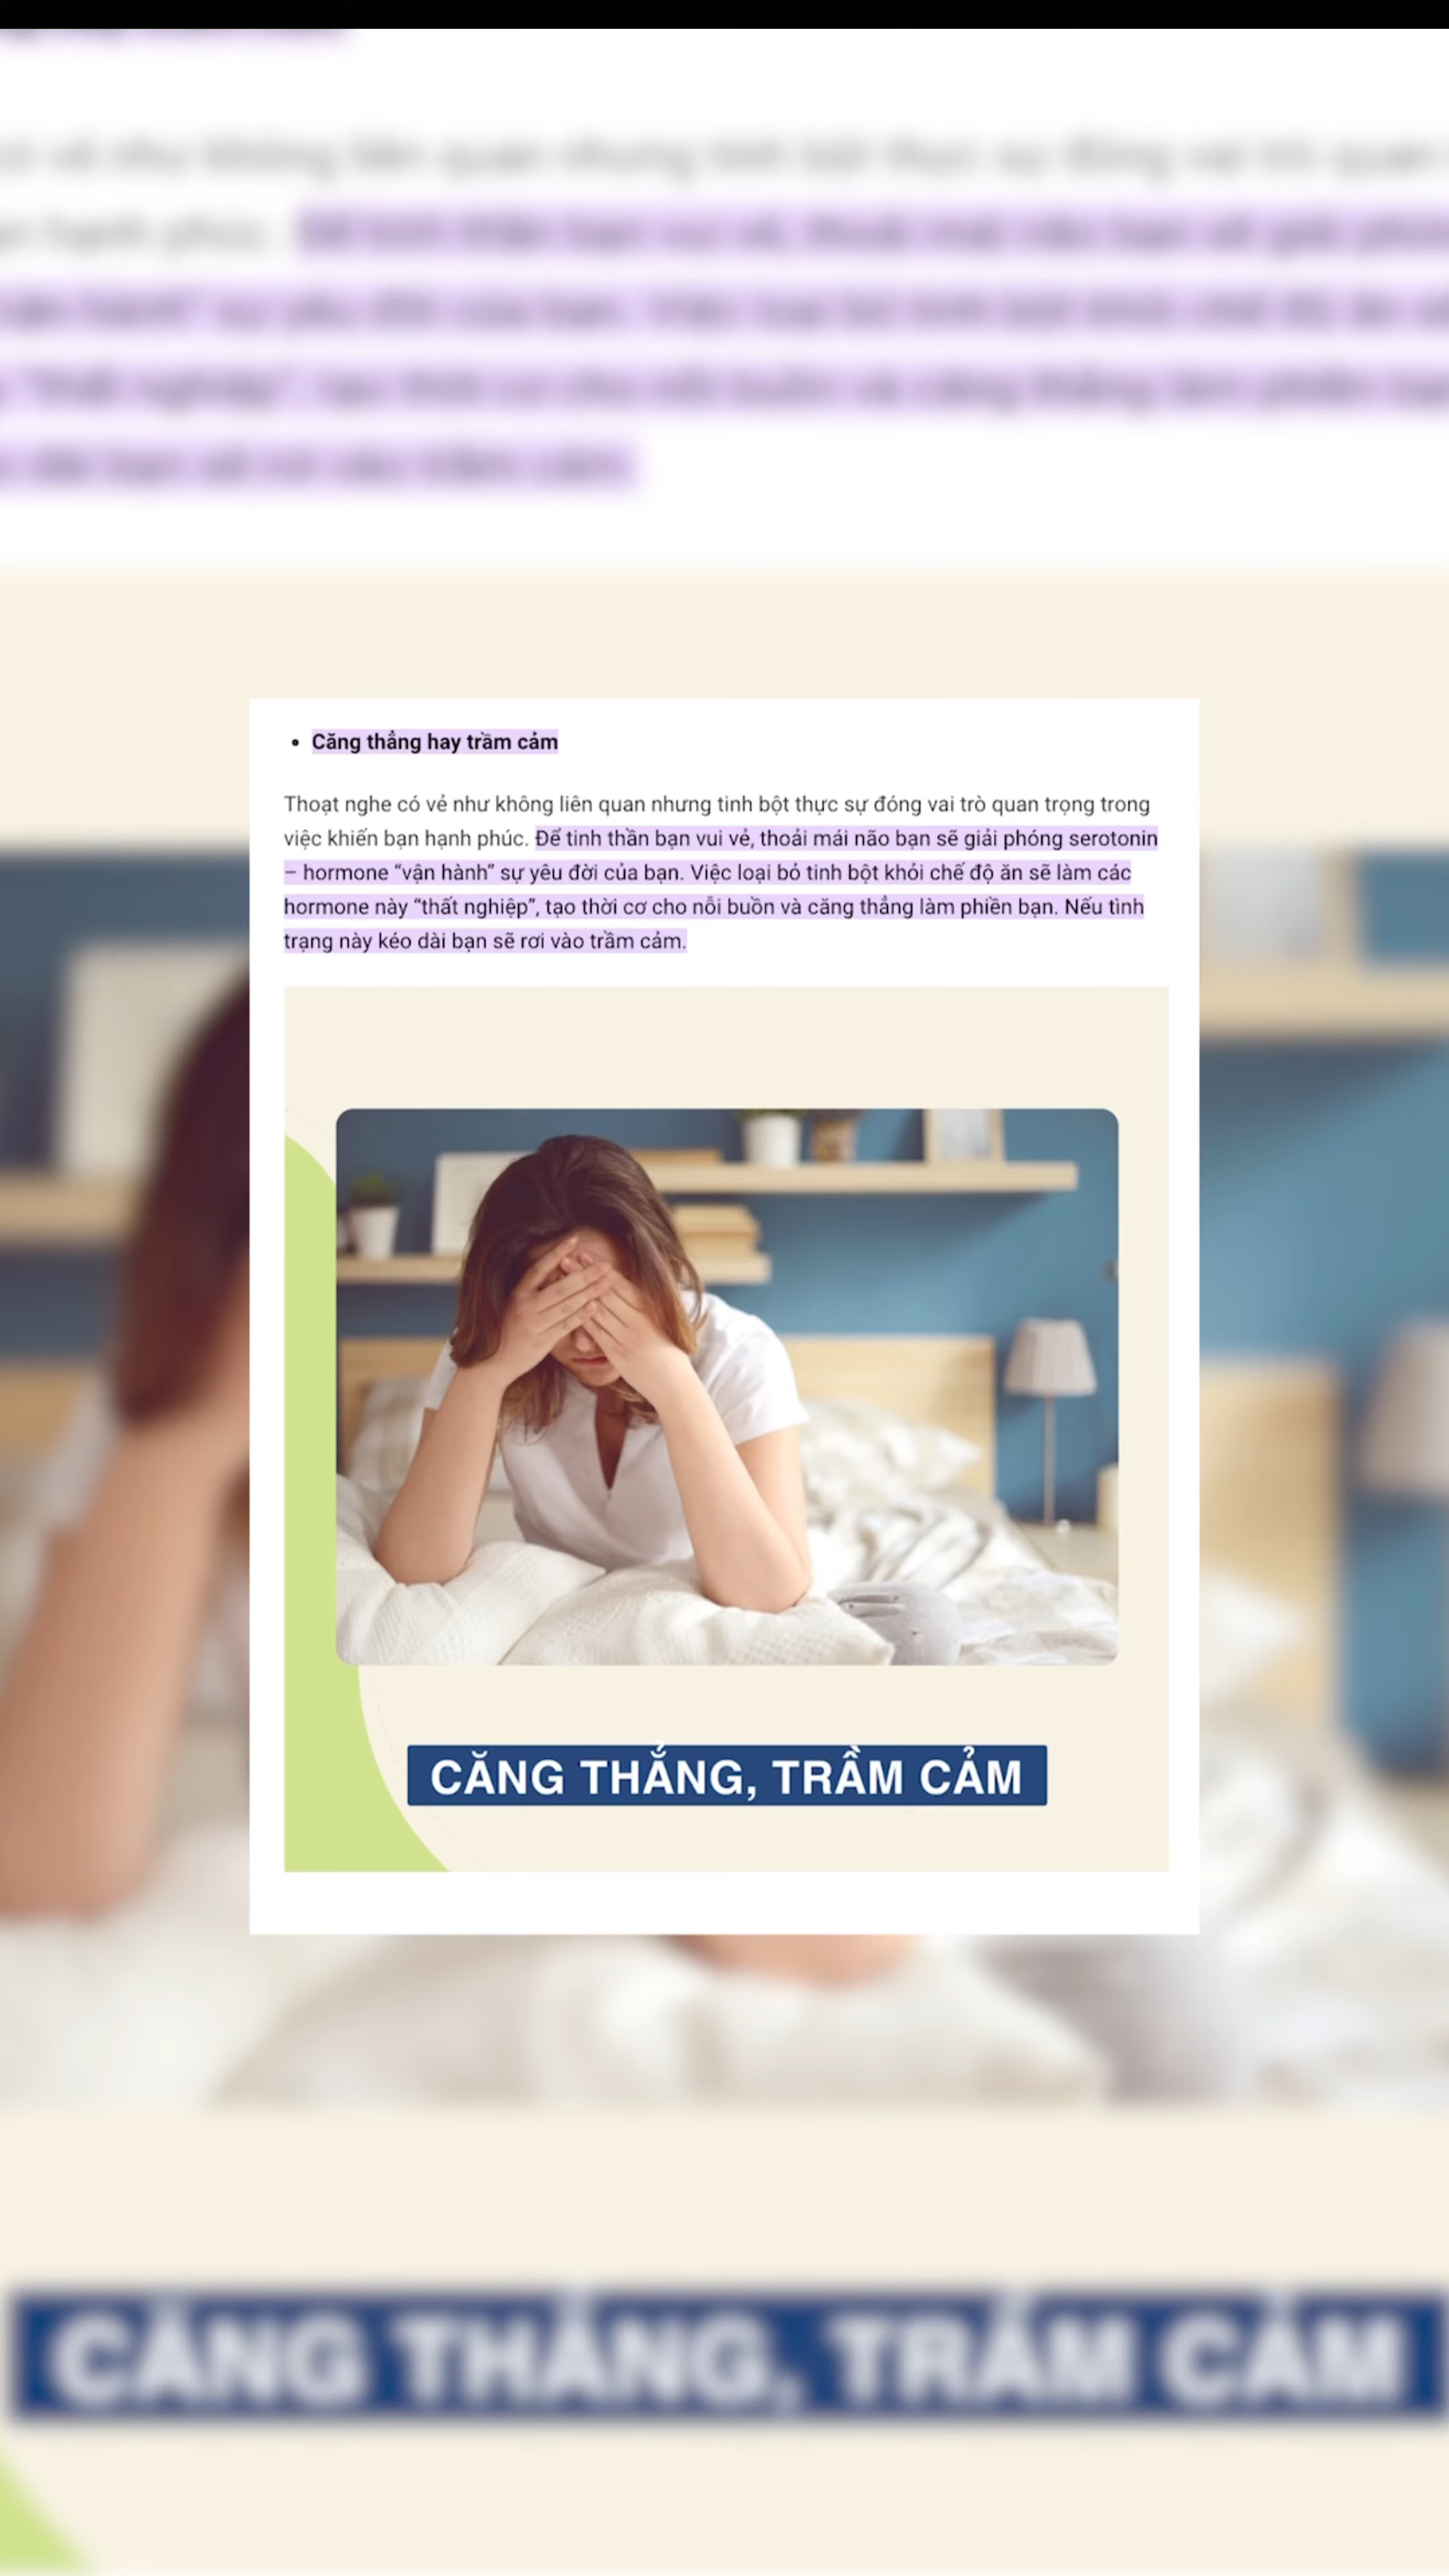 Căng thẳng hay trầm cảm
Thoạt nghe có vẻ như không liên quan nhưng tinh bột thực sự đóng vai trò quan trọng trong
việc khiến bạn hạnh phúc. Để tinh thần bạn vui vẻ, thoải mái não bạn sẽ giải phóng serotonin
– hormone “vận hành” sự yêu đời của bạn. Việc loại bỏ tinh bột khỏi chế độ ăn sẽ làm các
hormone này “thất nghiệp”, tạo thời cơ cho nỗi buồn và căng thẳng làm phiền bạn. Nếu tình
trạng này kéo dài bạn sẽ rơi vào trầm cảm.
CĂNG THẲNG, TRẦM CẢM
CĂNG THẲNG, TRẦM CẢM